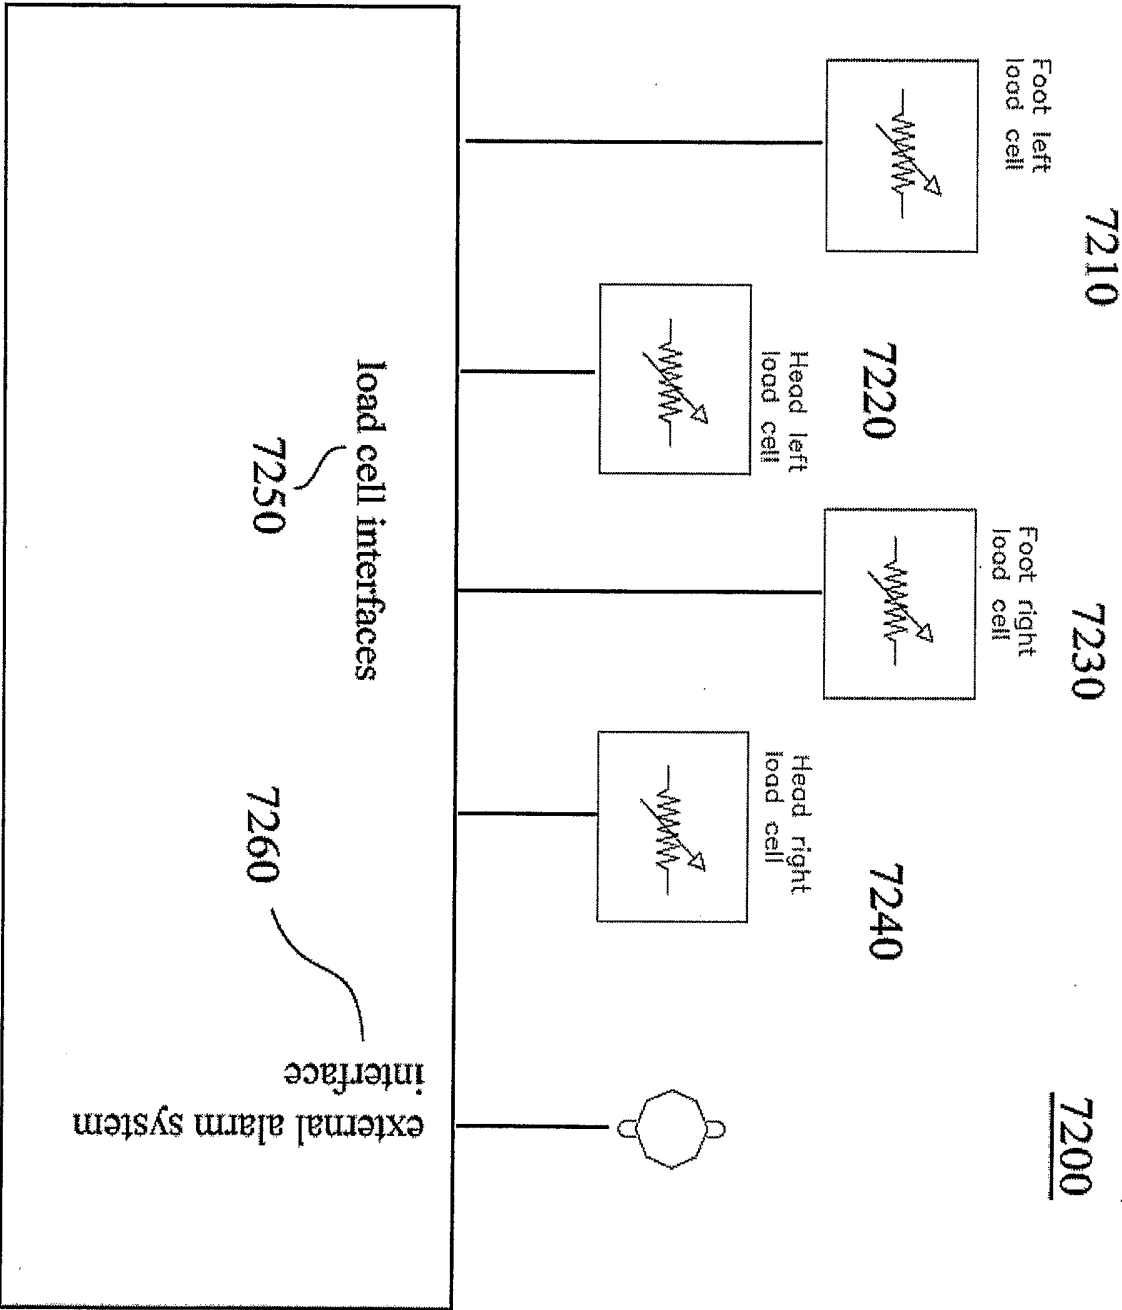 7200
7210
Foot left
load cell
7220
Head left
load cell
7230
Foot right
load cell
7240
Head right
load cell
load cell interfaces
7250
7260
external alarm system
interface